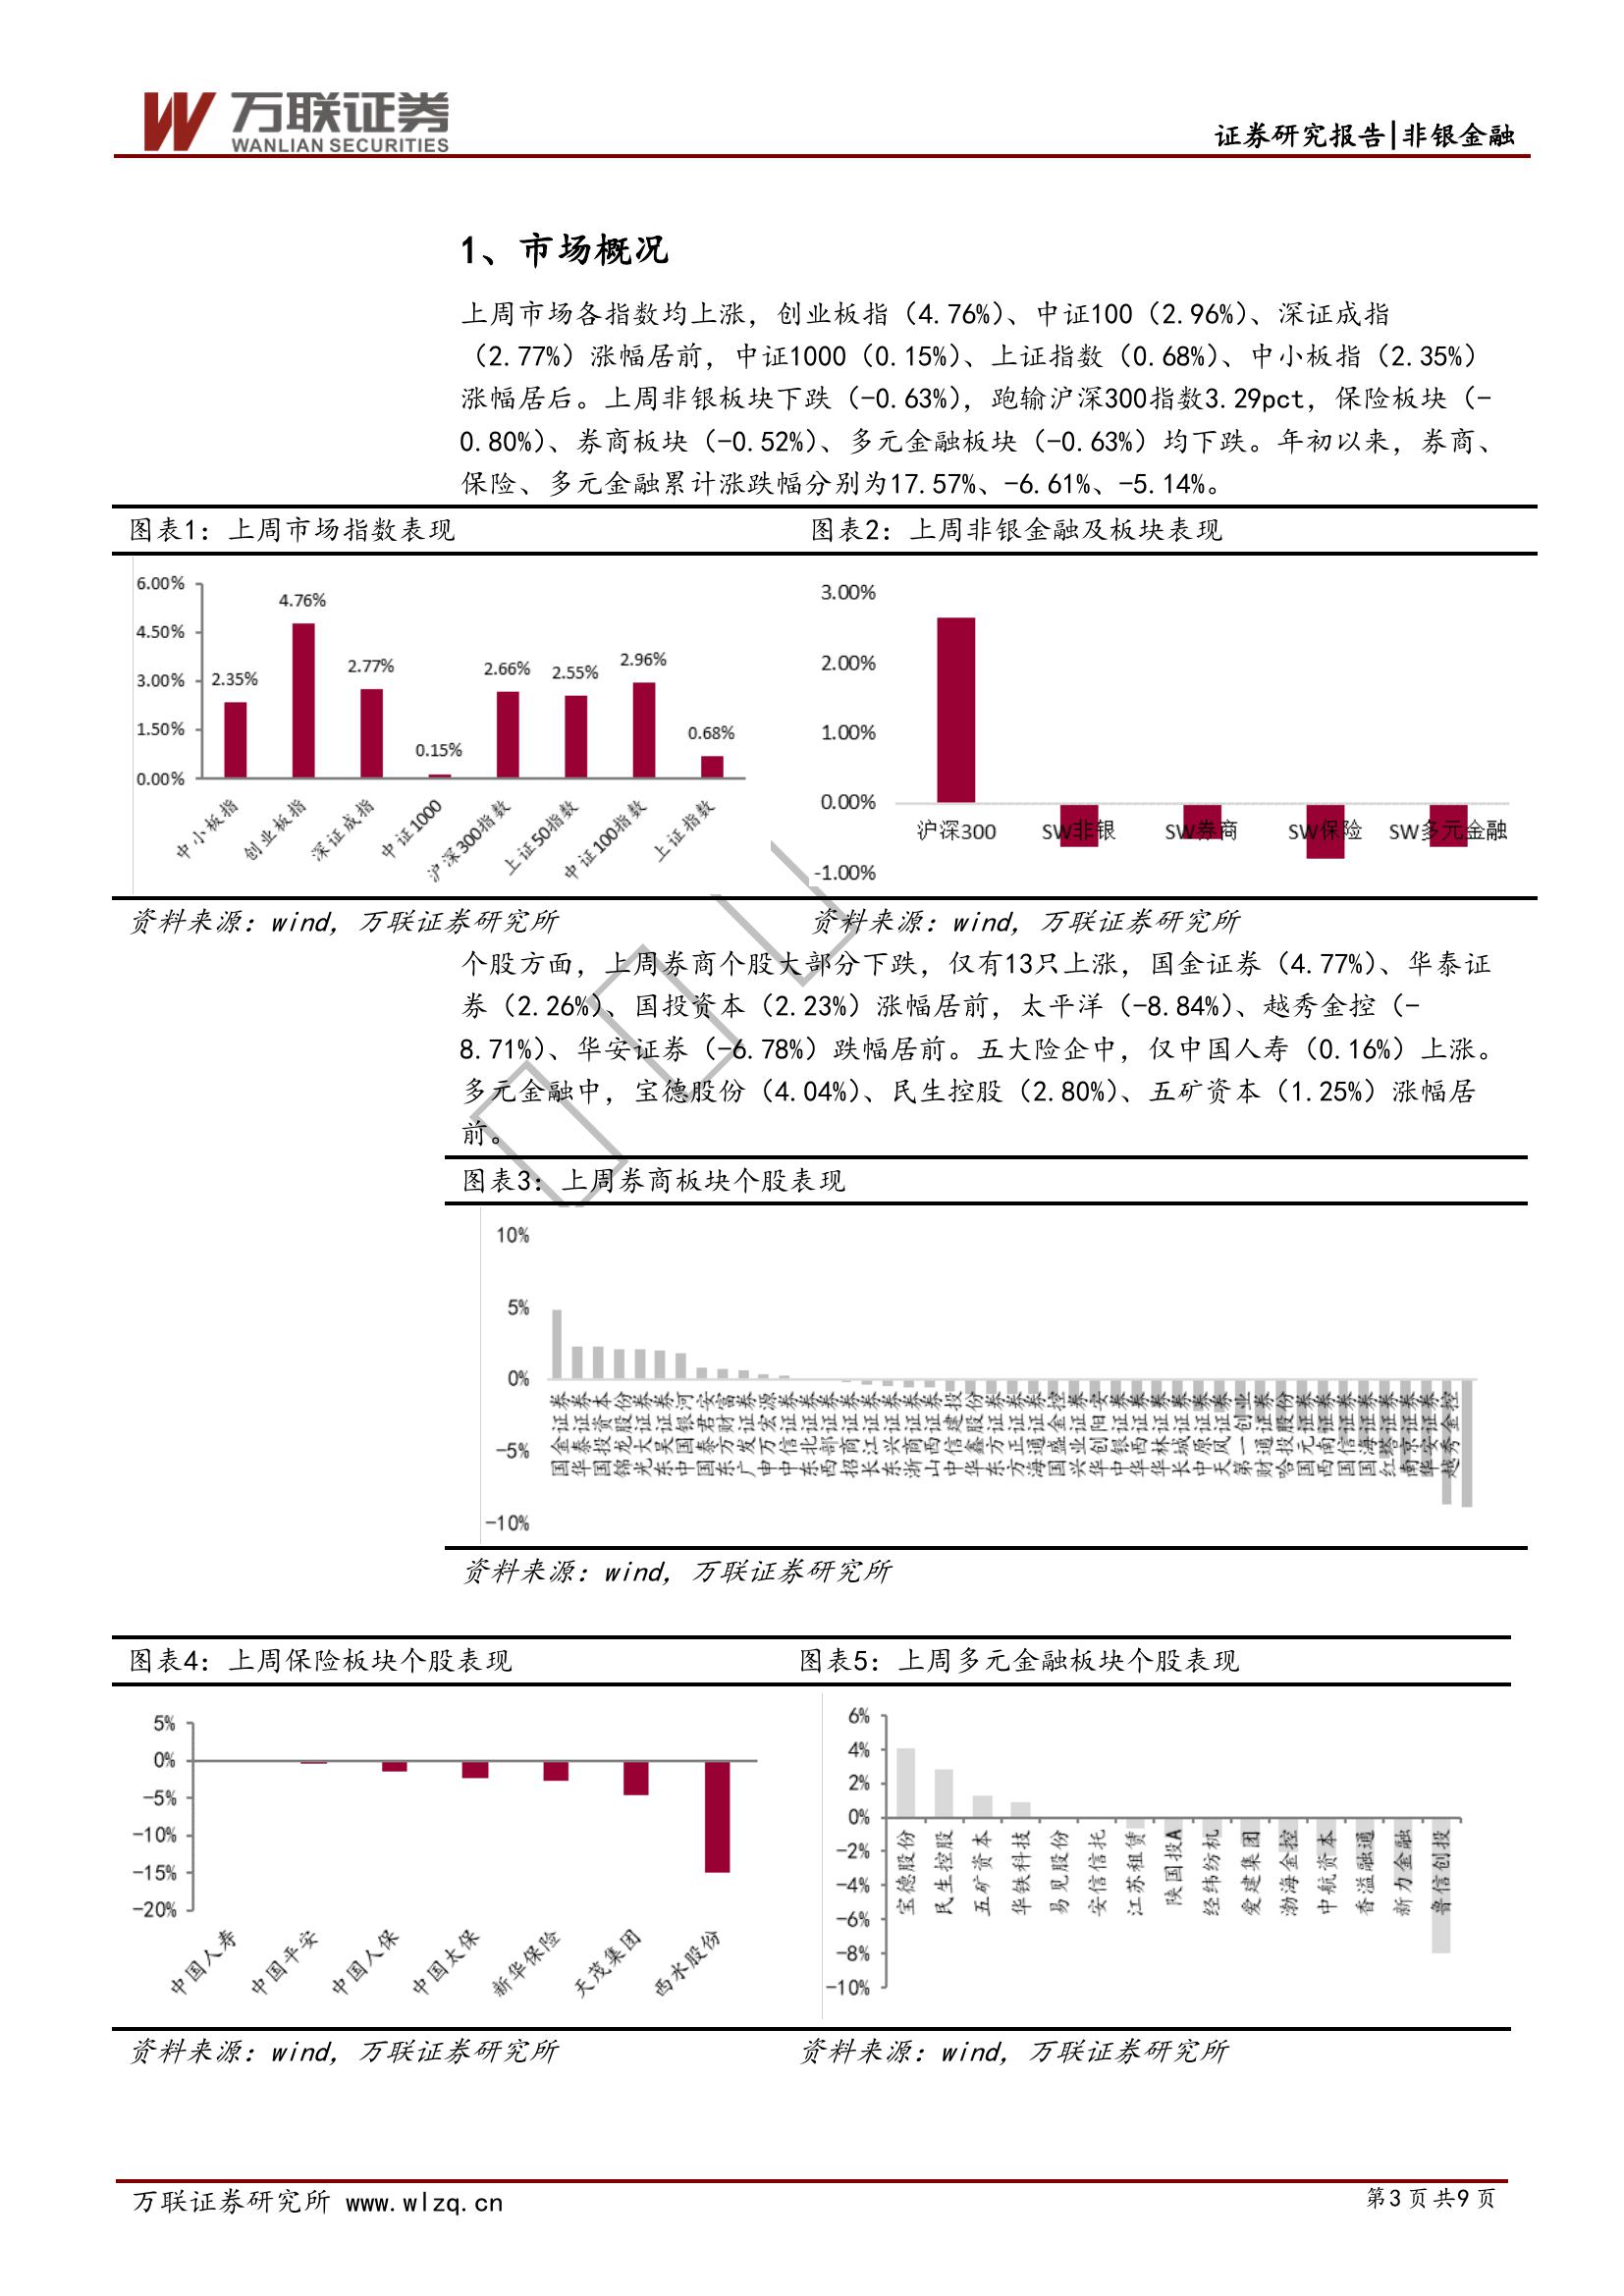 万联证券
WANLIAN SECURITIES
证券研究报告|非银金融
1、市场概况
上周市场各指数均上涨，创业板指（4.76%）、中证100（2.96%）、深证成指
（2.77%）涨幅居前，中证1000（0.15%）、上证指数（0.68%）、中小板指（2.35%）
涨幅居后。上周非银板块下跌（-0.63%），跑输沪深300指数3.29pct，保险板块（-
0.80%）、券商板块（-0.52%）、多元金融板块（-0.63%）均下跌。年初以来，券商、
保险、多元金融累计涨跌幅分别为17.57%、-6.61%、-5.14%。
图表1：上周市场指数表现
6.00%
4.50%
3.00%
1.50%
0.00%
2.35%
4.76%
2.77%
0.15%
2.66%
2.55%
2.96%
0.68%
中小板指
创业板指
深证成指
中证1000
沪深300指数
上证50指数
中证100指数
上证指数
资料来源：wind，万联证券研究所
图表2：上周非银金融及板块表现
3.00%
2.00%
1.00%
0.00%
-1.00%
沪深300
SW非银
SW券商
SW保险
SW多元金融
资料来源：wind，万联证券研究所
个股方面，上周券商个股大部分下跌，仅有13只上涨，国金证券（4.77%）、华泰证
券（2.26%）、国投资本（2.23%）涨幅居前，太平洋（-8.84%）、越秀金控（-
8.71%）、华安证券（-6.78%）跌幅居前。五大险企中，仅中国人寿（0.16%）上涨。
多元金融中，宝德股份（4.04%）、民生控股（2.80%）、五矿资本（1.25%）涨幅居
前。
图表3：上周券商板块个股表现
10%
5%
0%
-5%
-10%
国金证券
华泰证券
国投资本
锦龙股份
光大证券
东吴证券
中国银河
国泰君安
东方财富
广发证券
申万宏源
中信证券
东北证券
西部证券
招商证券
长江证券
东兴证券
浙商证券
山西证券
中信建投
华鑫股份
东方证券
方正证券
海通证券
国盛金控
兴业证券
华创阳安
中银证券
华西证券
华林证券
长城证券
中原证券
天风证券
第一创业
财通证券
哈投股份
国元证券
西南证券
国信证券
国海证券
红塔证券
南京证券
华安证券
越秀金控
资料来源：wind，万联证券研究所
图表4：上周保险板块个股表现
5%
0%
-5%
-10%
-15%
-20%
中国人寿
中国平安
中国人保
中国太保
新华保险
天茂集团
西水股份
资料来源：wind，万联证券研究所
图表5：上周多元金融板块个股表现
6%
4%
2%
0%
-2%
-4%
-6%
-8%
-10%
宝德股份
民生控股
五矿资本
华铁科技
易见股份
安信信托
江苏租赁
陕国投A
经纬纺机
爱建集团
渤海金控
中航资本
香溢融通
新力金融
鲁信创投
资料来源：wind，万联证券研究所
万联证券研究所 www.wlzq.cn
第3页共9页